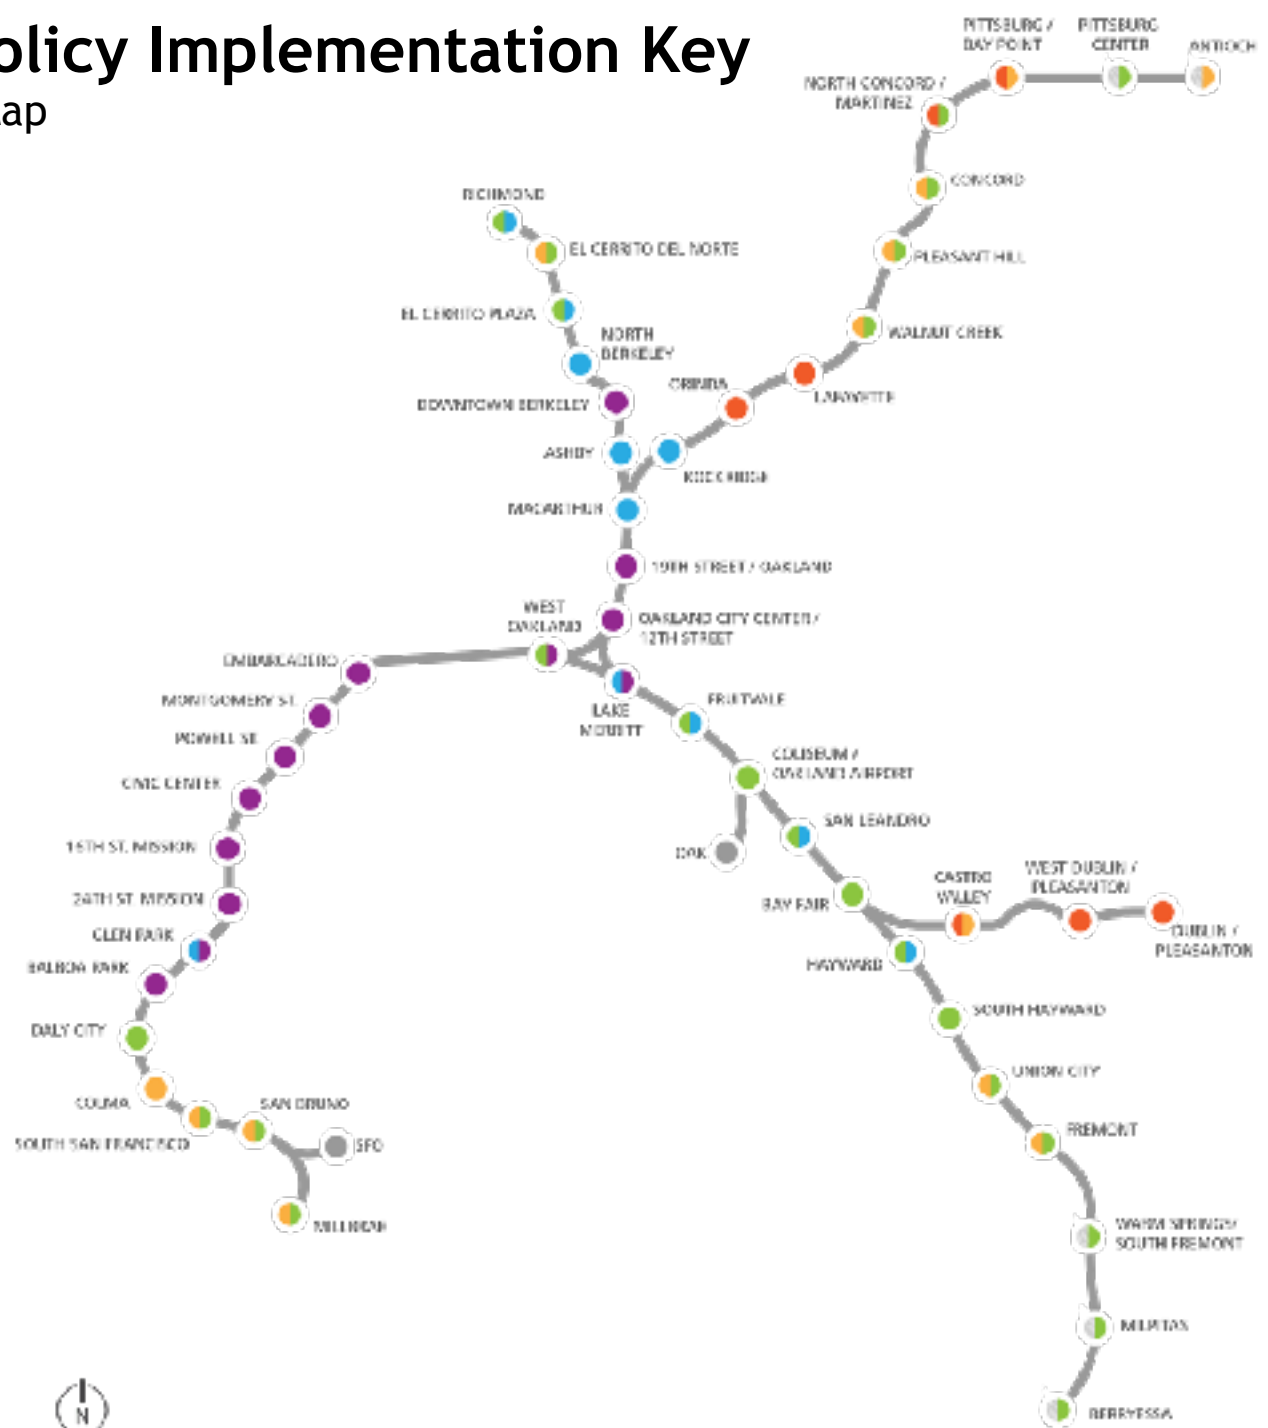 olicy Implementation Key
ap
PITTSBURG /
BAY POINT
PITTSBURG
CENTER
ANTIOCH
NORTH CONCORD /
MARTINEZ
CONCORD
RICHMOND
EL CERRITO DEL NORTE
PLEASANT HILL
EL CERRITO PLAZA
NORTH
BERKELEY
WALNUT CREEK
ORINDA
LAFAYETTE
DOWNTOWN BERKELEY
ASHBY
ROCKRIDGE
MACARTHUR
19TH STREET / OAKLAND
WEST
OAKLAND
OAKLAND CITY CENTER/
12TH STREET
EMBARCADERO
MONTGOMERY ST.
LAKE
MERRITT
FRUITVALE
POWELL ST.
COLISEUM /
OAKLAND AIRPORT
CIVIC CENTER
SAN LEANDRO
16TH ST. MISSION
OAK
24TH ST. MISSION
BAY FAIR
CASTRO
VALLEY
WEST DUBLIN /
PLEASANTON
DUBLIN /
PLEASANTON
GLEN PARK
HAYWARD
BALBOA PARK
SOUTH HAYWARD
DALY CITY
UNION CITY
COLMA
SAN BRUNO
FREMONT
SOUTH SAN FRANCISCO
SFO
MILLBRAE
WARM SPRINGS/
SOUTH FREMONT
MILPITAS
BERRYESSA
N